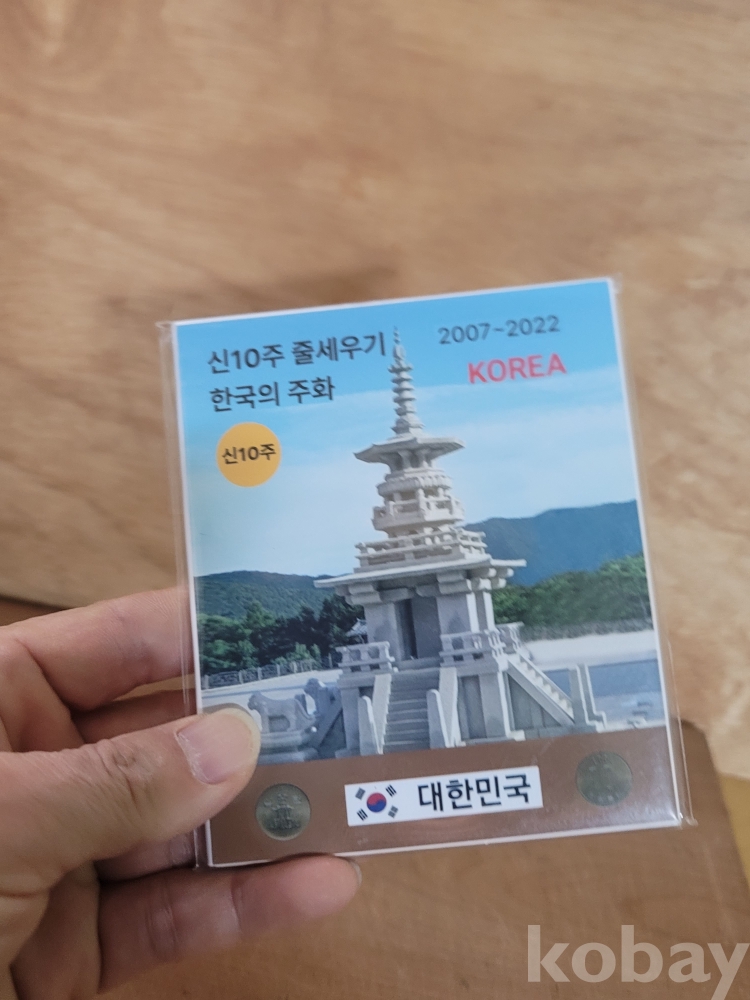 신10주 줄세우기
한국의 주화
2007~2022
KOREA
신10주
대한민국
kobay